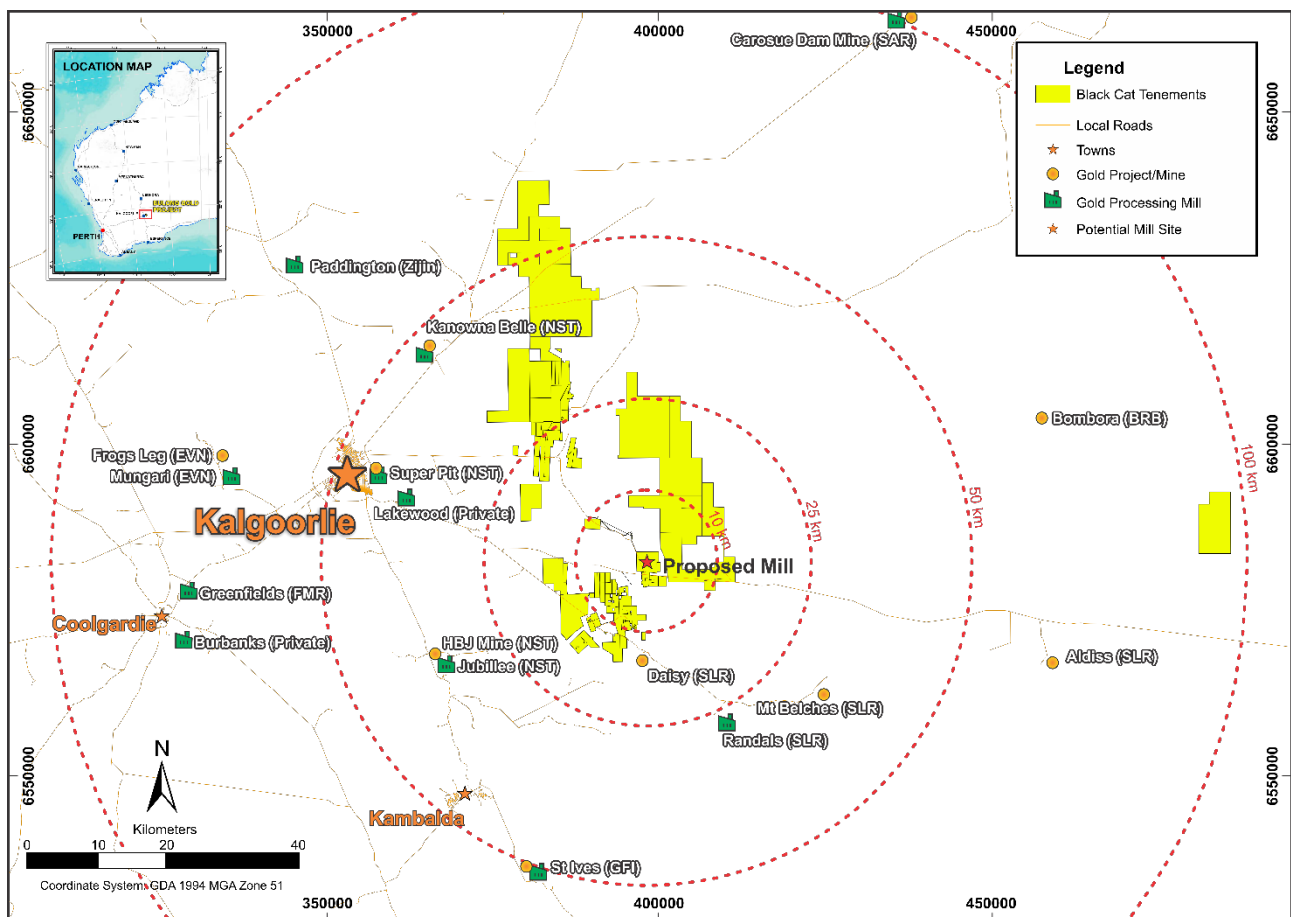 350000
400000
450000
Carosue Dam Mine (SAR)
LOCATION MAP
PERTH
Legend
Black Cat Tenements
Local Roads
Towns
Gold Project/Mine
Gold Processing Mill
Potential Mill Site
6650000
6650000
Paddington (Zijin)
Kanowna Belle (NST)
Bombora (BRB)
6600000
6600000
Frogs Leg (EVN)
Mungari (EVN)
Super Pit (NST)
Lakewood (Private)
Kalgoorlie
100 km
50 km
25 km
10 km
Proposed Mill
Greenfields (FMR)
Coolgardie
Burbanks (Private)
HBJ Mine (NST)
Jubillee (NST)
Daisy (SLR)
Aldiss (SLR)
Mt Belches (SLR)
Randals (SLR)
N
Kilometers
0 10 20 40
Coordinate System: GDA 1994 MGA Zone 51
6550000
6550000
Kambalda
St Ives (GFI)
350000
400000
450000